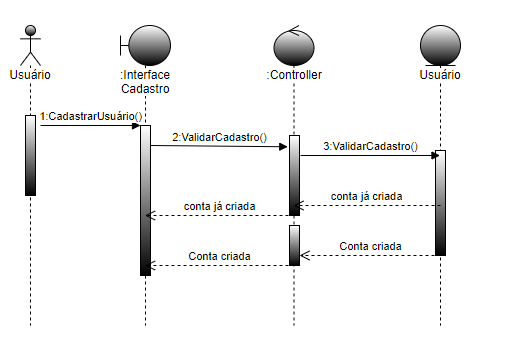 Usuário
:Interface
Cadastro
:Controller
Usuário
1:CadastrarUsuário()
2:ValidarCadastro()
3:ValidarCadastro()
conta já criada
conta já criada
Conta criada
Conta criada